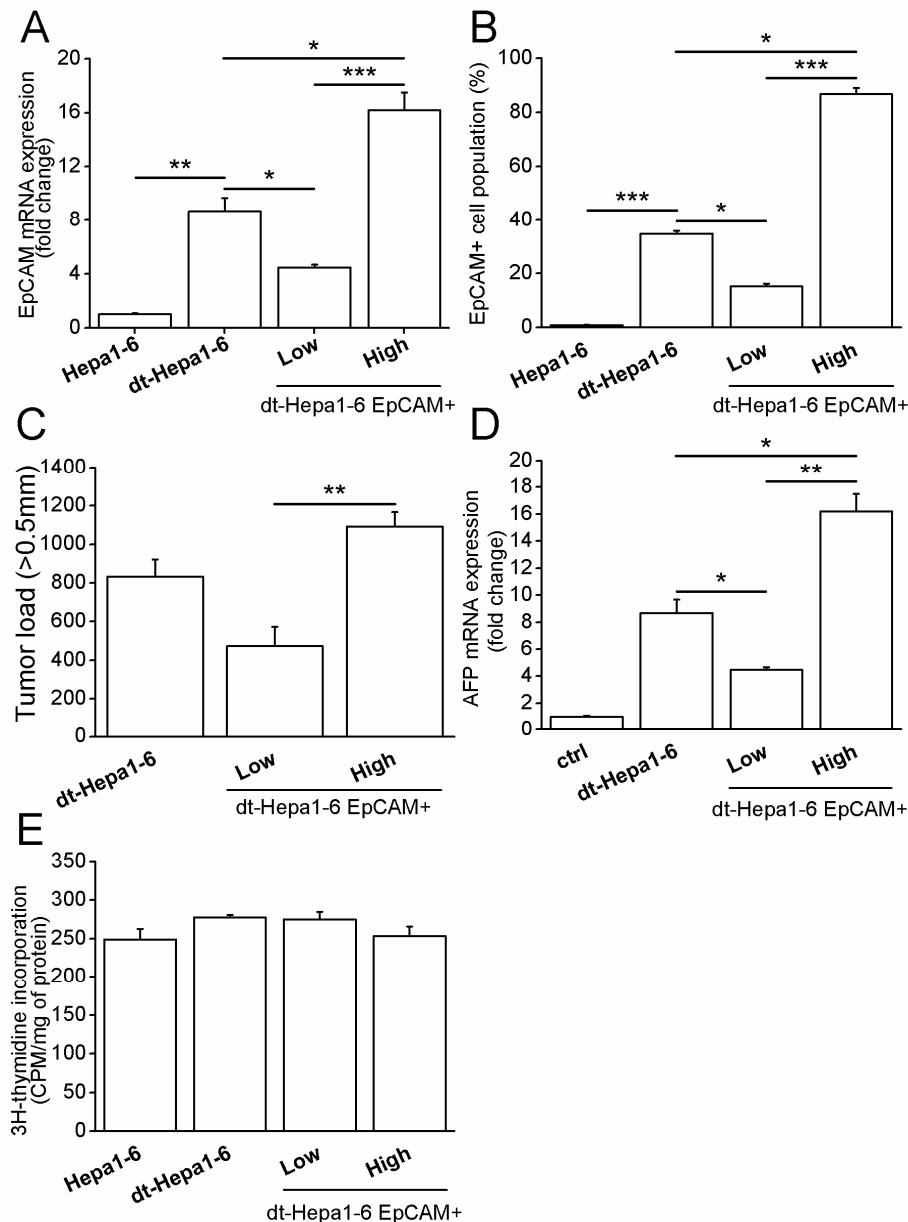 A
EpCAM mRNA expression
(fold change)
20
16
12
8
4
0
*
***
**
*
Hepa1-6
dt-Hepa1-6
Low
High
dt-Hepa1-6 EpCAM+
B
EpCAM+ cell population (%)
100
80
60
40
20
0
*
***
***
*
Hepa1-6
dt-Hepa1-6
Low
High
dt-Hepa1-6 EpCAM+
C
Tumor load (>0.5mm)
1400
1200
1000
800
600
400
200
0
**
dt-Hepa1-6
Low
High
dt-Hepa1-6 EpCAM+
D
AFP mRNA expression
(fold change)
20
18
16
14
12
10
8
6
4
2
0
*
**
*
ctrl
dt-Hepa1-6
Low
High
dt-Hepa1-6 EpCAM+
E
3H-thymidine incorporation
(CPM/mg of protein)
350
300
250
200
150
100
50
0
Hepa1-6
dt-Hepa1-6
Low
High
dt-Hepa1-6 EpCAM+